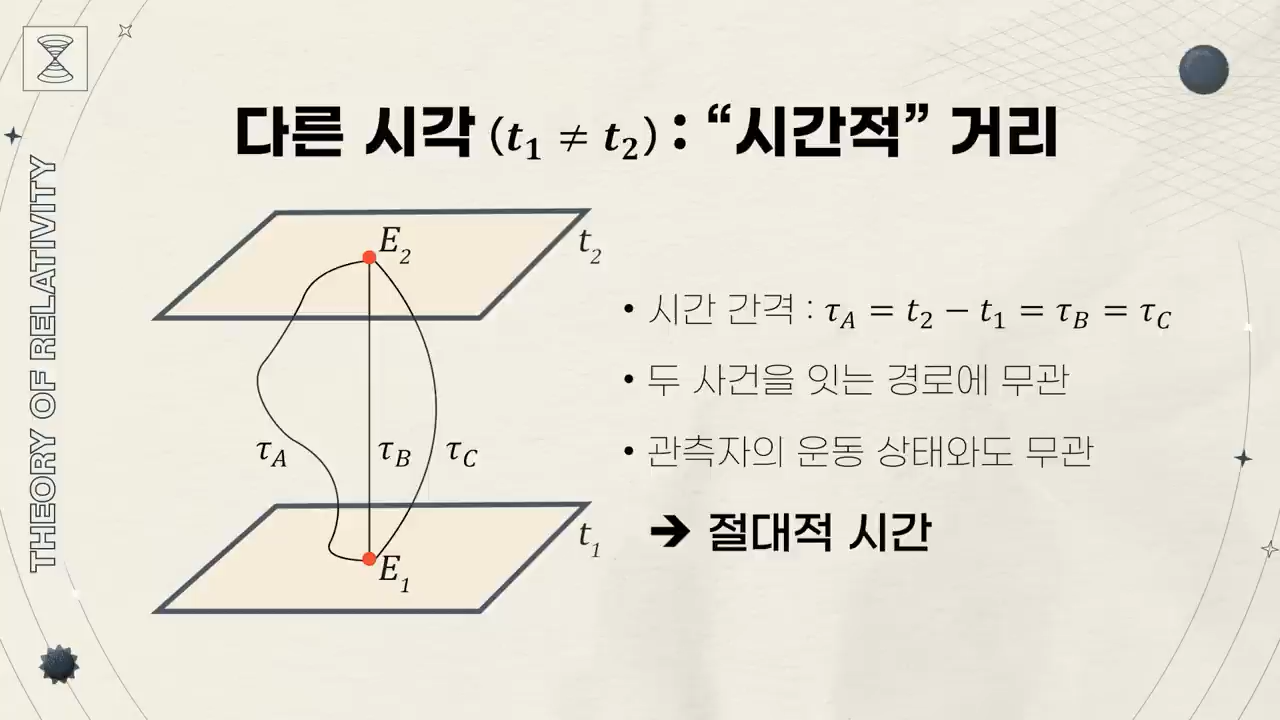 THEORY OF RELATIVITY
다른 시각 (t₁ ≠ t₂) : “시간적” 거리
E₂
t₂
τ_A
τ_B
τ_C
t₁
E₁
• 시간 간격 : τ_A = t₂ − t₁ = τ_B = τ_C
• 두 사건을 잇는 경로에 무관
• 관측자의 운동 상태와도 무관
➔ 절대적 시간